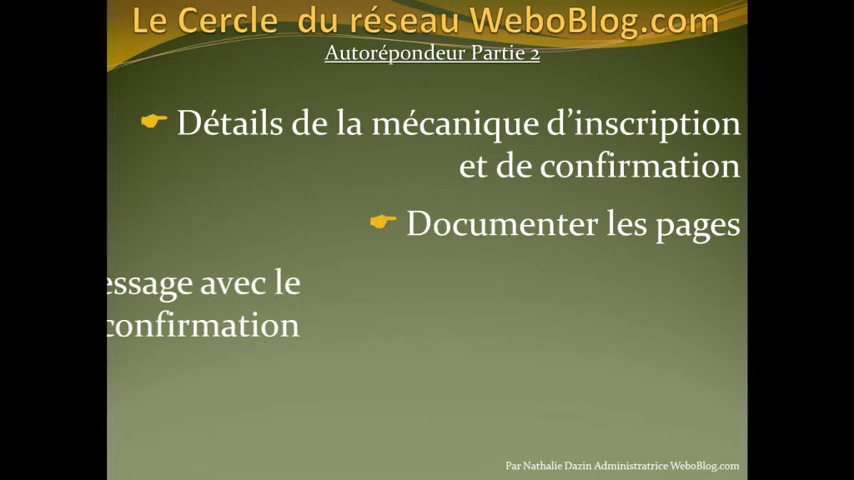 Le Cercle du réseau WeboBlog.com
Autorépondeur Partie 2
Détails de la mécanique d’inscription
et de confirmation
Documenter les pages
essage avec le
confirmation
Par Nathalie Dazin Administratrice WeboBlog.com